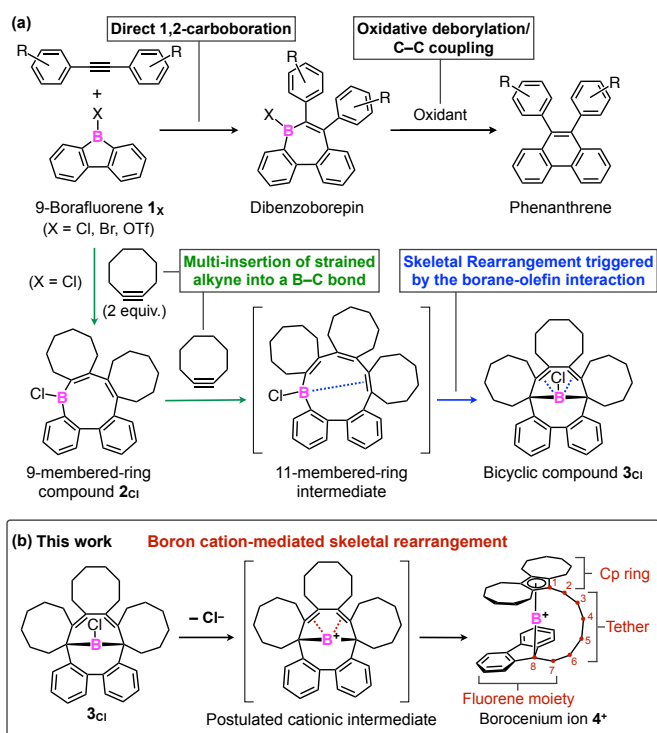 (a)
Direct 1,2-carboboration
Oxidative deborylation/
C–C coupling
R
R
+
X
B
X
B
R
R
Oxidant
R
R
9-Borafluorene 1X
(X = Cl, Br, OTf)
Dibenzoborepin
Phenanthrene
(X = Cl)
(2 equiv.)
Multi-insertion of strained
alkyne into a B–C bond
Skeletal Rearrangement triggered
by the borane-olefin interaction
Cl
B
Cl
B
Cl
B
9-membered-ring
compound 2Cl
11-membered-ring
intermediate
Bicyclic compound 3Cl
(b) This work
Boron cation-mediated skeletal rearrangement
Cl
B
3Cl
– Cl–
B+
Postulated cationic intermediate
B+
1
2
3
4
5
6
7
8
Cp ring
Tether
Fluorene moiety
Borocenium ion 4+